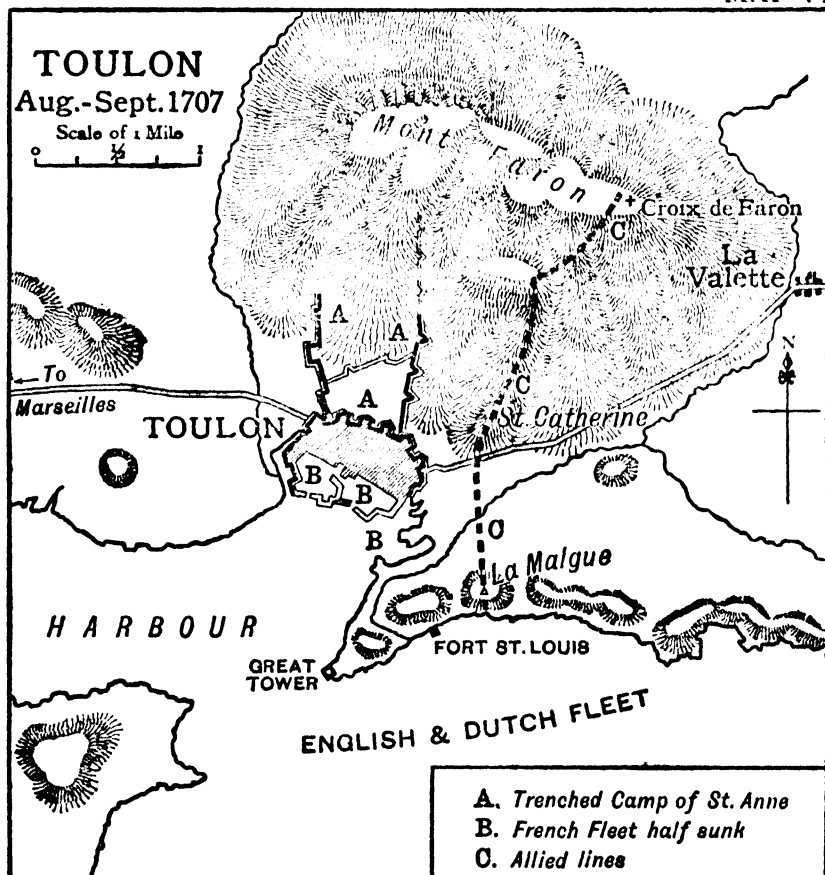 TOULON
Aug.-Sept. 1707
Scale of 1 Mile
0 ½ 1
Mont Faron
Croix de Faron
C
La
Valette
A
A
N
To
Marseilles
C
A
St. Catherine
TOULON
B
B
B
C
La Malgue
HARBOUR
FORT ST. LOUIS
GREAT
TOWER
ENGLISH & DUTCH FLEET
A. Trenched Camp of St. Anne
B. French Fleet half sunk
C. Allied lines